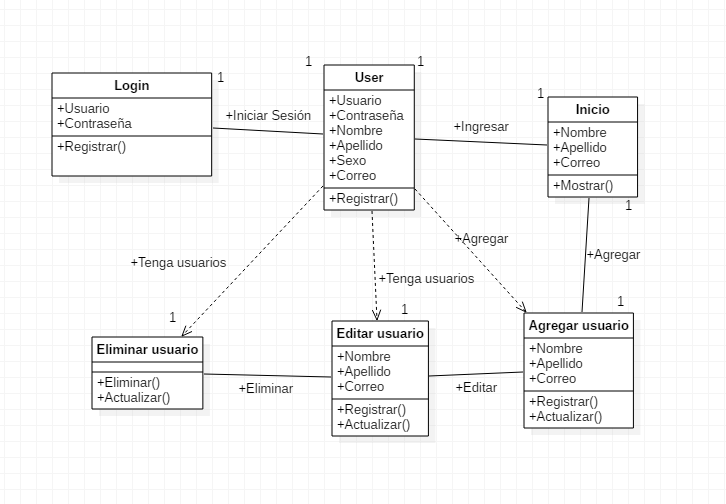 Login
+Usuario
+Contraseña
+Registrar()
1
+Iniciar Sesión
1
User
+Usuario
+Contraseña
+Nombre
+Apellido
+Sexo
+Correo
+Registrar()
1
+Ingresar
1
Inicio
+Nombre
+Apellido
+Correo
+Mostrar()
1
+Tenga usuarios
+Tenga usuarios
+Agregar
+Agregar
1
Eliminar usuario
+Eliminar()
+Actualizar()
+Eliminar
1
Editar usuario
+Nombre
+Apellido
+Correo
+Registrar()
+Actualizar()
+Editar
1
Agregar usuario
+Nombre
+Apellido
+Correo
+Registrar()
+Actualizar()